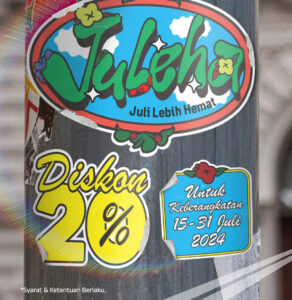 Juleha
Juli Lebih Hemat
Diskon
20%
Untuk
Keberangkatan
15-31 Juli
2024
*Syarat & Ketentuan Berlaku.